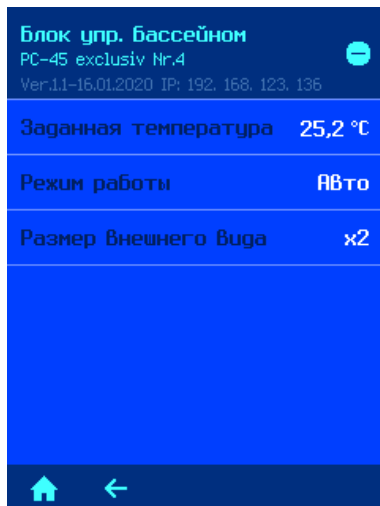 Блок упр. бассейном
PC-45 exclusiv Nr.4
Ver.1.1-16.01.2020 IP: 192. 168. 123. 136
Заданная температура 25,2 °C
Режим работы Авто
Размер внешнего вида x2